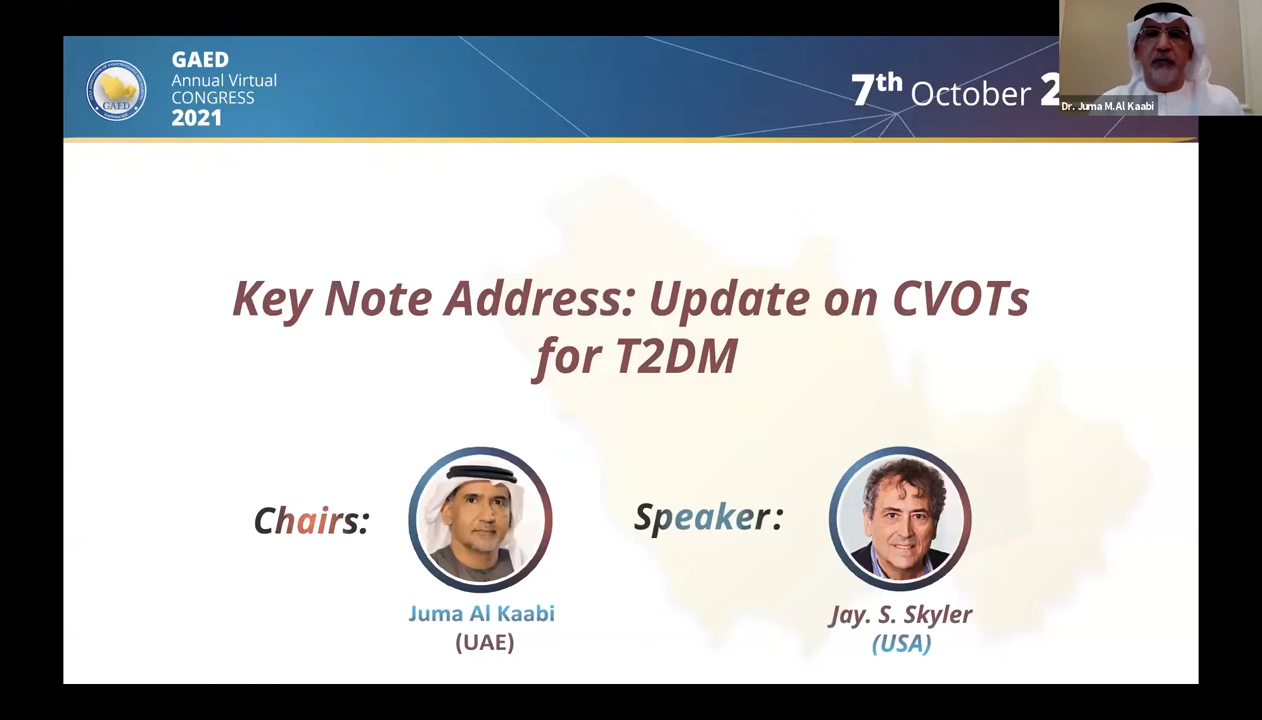 GAED
Annual Virtual
CONGRESS
2021
GAED
7th October 2
Dr. Juma M.Al Kaabi
Key Note Address: Update on CVOTs
for T2DM
Chairs:
Speaker:
Juma Al Kaabi
(UAE)
Jay. S. Skyler
(USA)